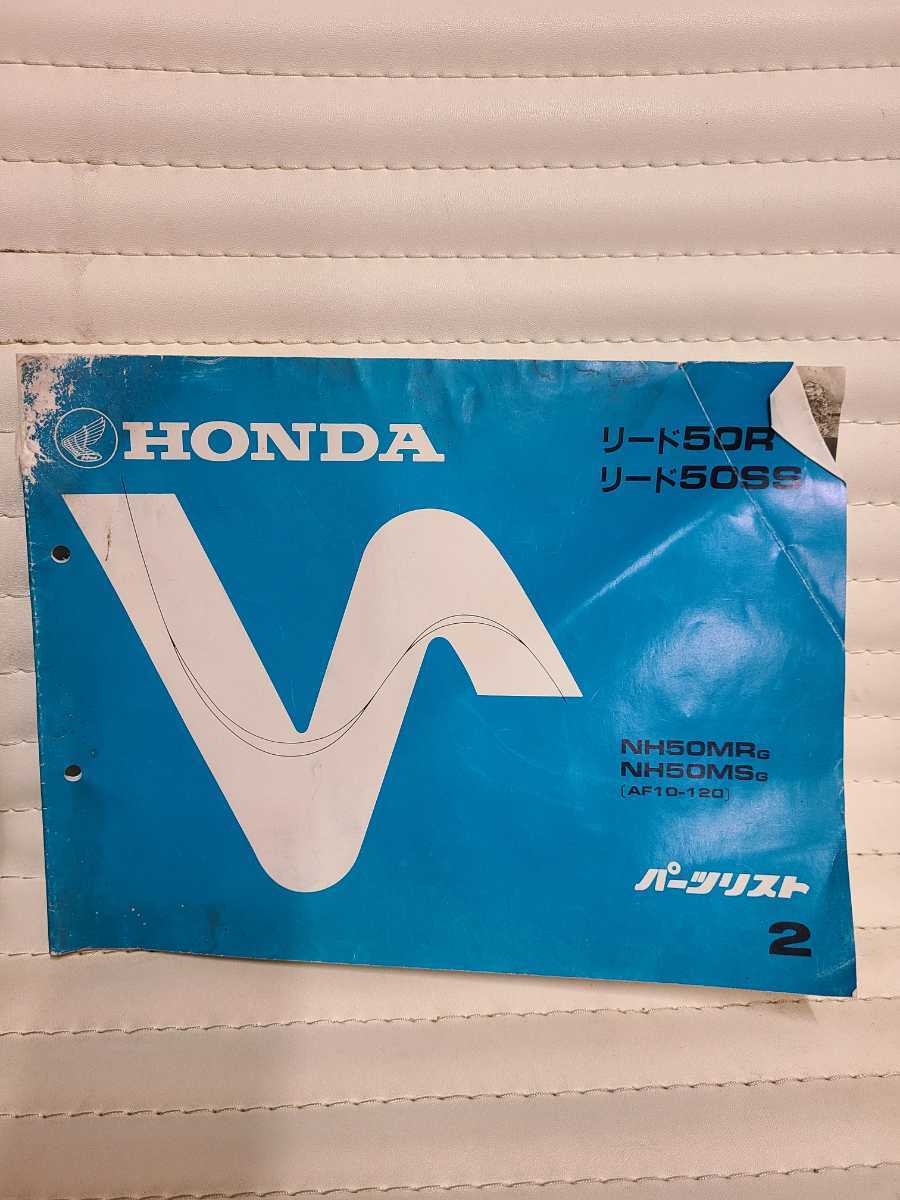 HONDA
リード50R
リード50SS
NH50MRG
NH50MSG
(AF10-120)
パーツリスト
2